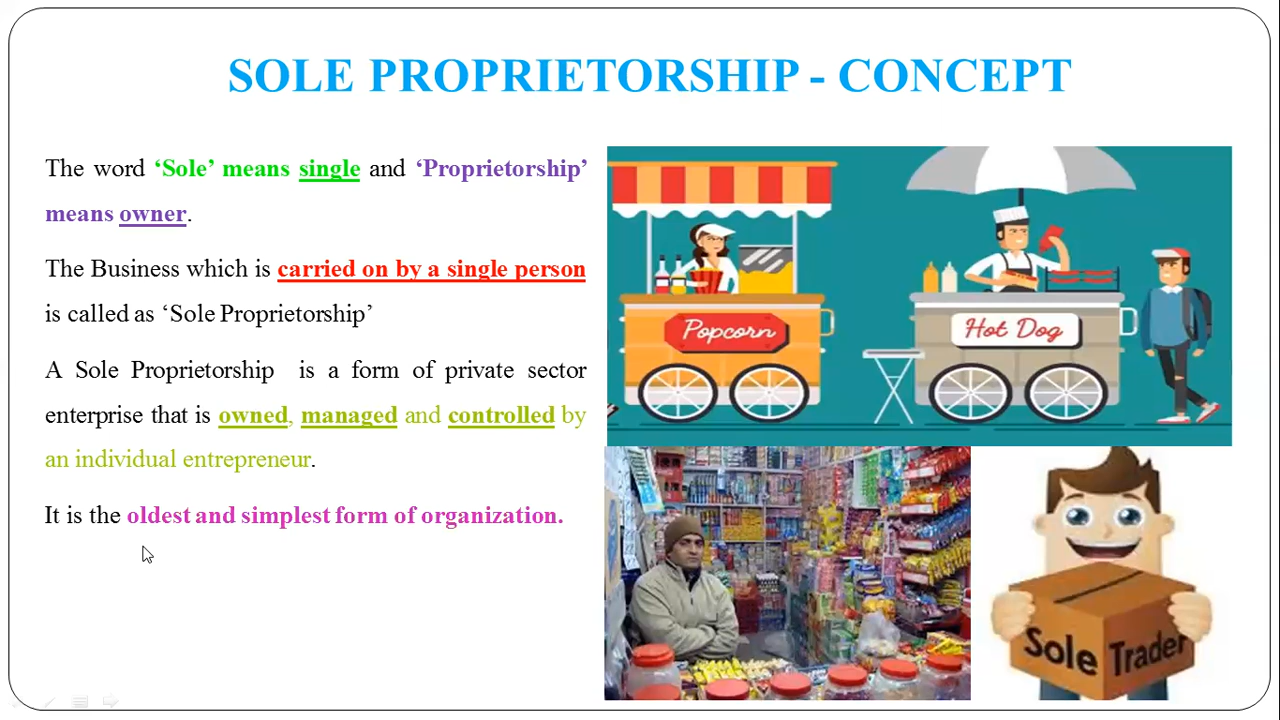 SOLE PROPRIETORSHIP - CONCEPT
The word ‘Sole’ means single and ‘Proprietorship’
means owner.
The Business which is carried on by a single person
is called as ‘Sole Proprietorship’
A Sole Proprietorship is a form of private sector
enterprise that is owned, managed and controlled by
an individual entrepreneur.
It is the oldest and simplest form of organization.
Popcorn
Hot Dog
Sole Trader